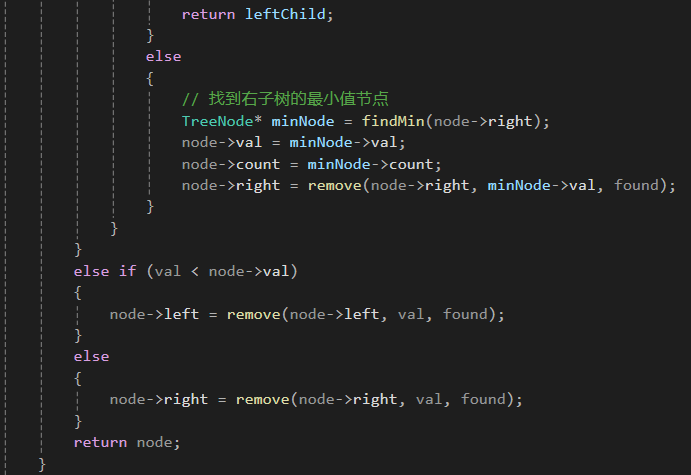 return leftChild;
}
else
{
// 找到右子树的最小值节点
TreeNode* minNode = findMin(node->right);
node->val = minNode->val;
node->count = minNode->count;
node->right = remove(node->right, minNode->val, found);
}
}
}
else if (val < node->val)
{
node->left = remove(node->left, val, found);
}
else
{
node->right = remove(node->right, val, found);
}
return node;
}